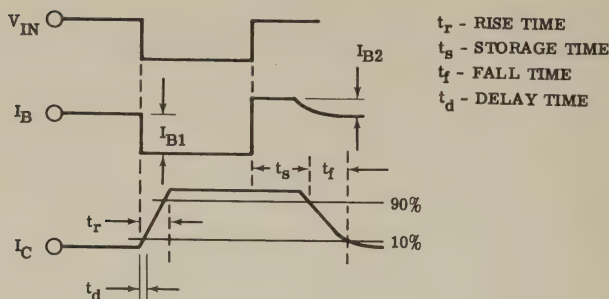 V_IN
t_r - RISE TIME
t_s - STORAGE TIME
t_f - FALL TIME
t_d - DELAY TIME
I_B2
I_B
I_B1
t_s
t_f
90%
t_r
10%
I_C
t_d